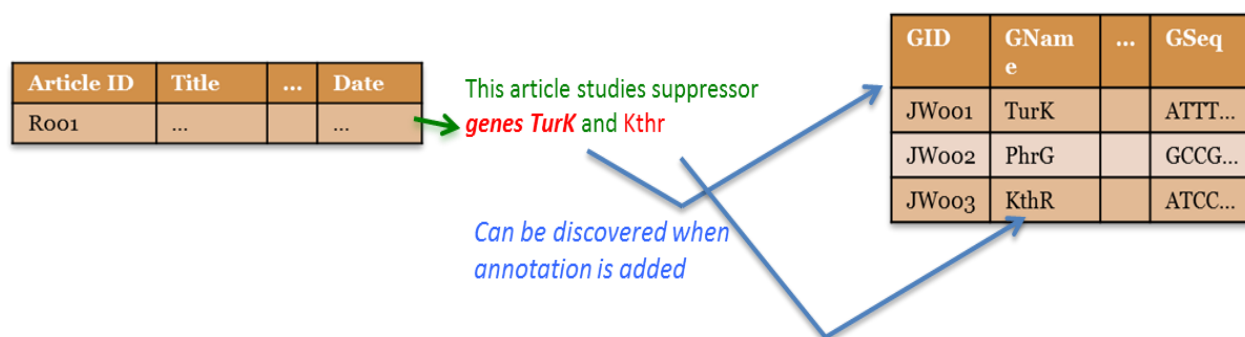 Article ID Title ... Date
R001 ... ...
This article studies suppressor
genes TurK and Kthr
Can be discovered when
annotation is added
GID GNam
e ... GSeq
JW001 TurK ATTT...
JW002 PhrG GCCG...
JW003 KthR ATCC...